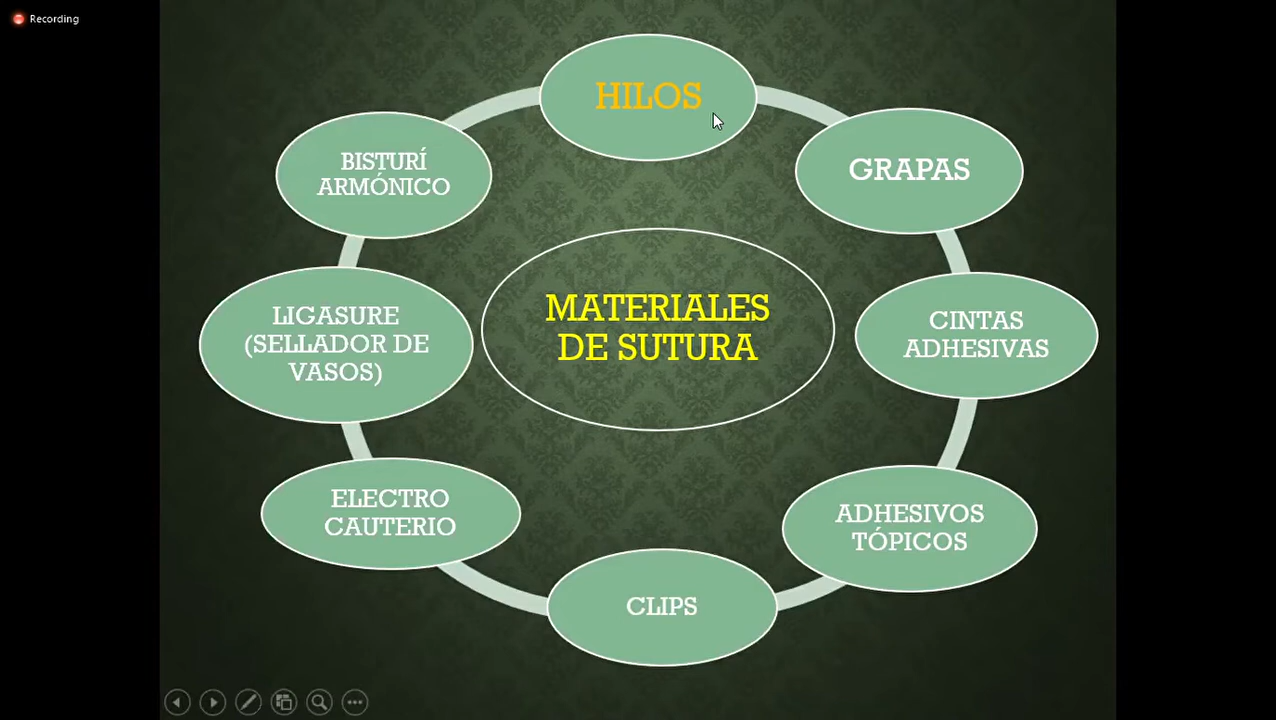 Recording
HILOS
GRAPAS
CINTAS
ADHESIVAS
ADHESIVOS
TÓPICOS
CLIPS
ELECTRO
CAUTERIO
LIGASURE
(SELLADOR DE
VASOS)
BISTURÍ
ARMÓNICO
MATERIALES
DE SUTURA